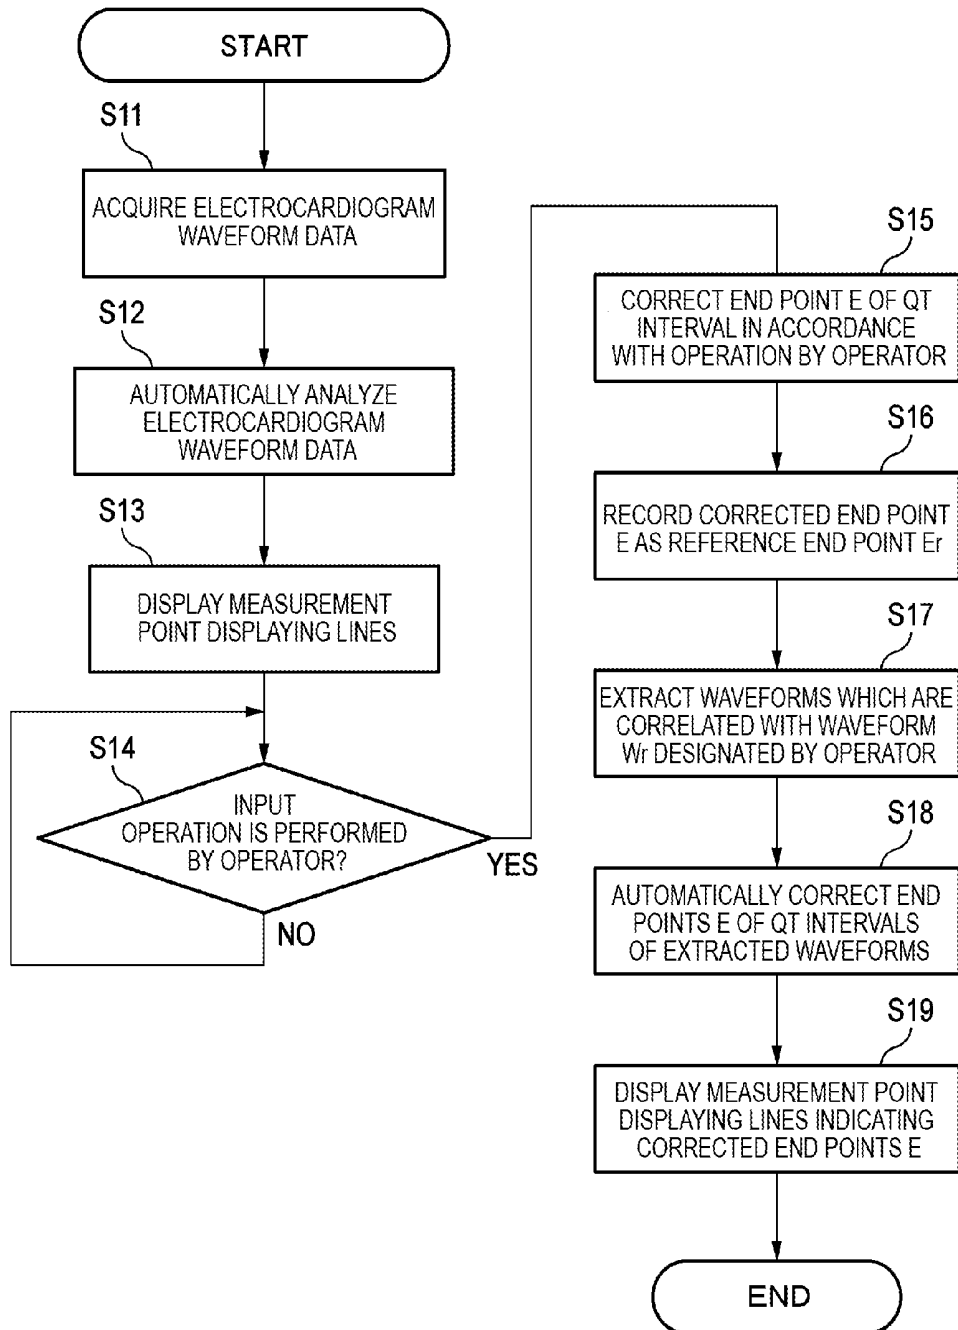 START
S11
ACQUIRE ELECTROCARDIOGRAM
WAVEFORM DATA
S12
AUTOMATICALLY ANALYZE
ELECTROCARDIOGRAM
WAVEFORM DATA
S13
DISPLAY MEASUREMENT
POINT DISPLAYING LINES
S14
INPUT
OPERATION IS PERFORMED
BY OPERATOR?
YES
NO
S15
CORRECT END POINT E OF QT
INTERVAL IN ACCORDANCE
WITH OPERATION BY OPERATOR
S16
RECORD CORRECTED END POINT
E AS REFERENCE END POINT Er
S17
EXTRACT WAVEFORMS WHICH ARE
CORRELATED WITH WAVEFORM
Wr DESIGNATED BY OPERATOR
S18
AUTOMATICALLY CORRECT END
POINTS E OF QT INTERVALS
OF EXTRACTED WAVEFORMS
S19
DISPLAY MEASUREMENT POINT
DISPLAYING LINES INDICATING
CORRECTED END POINTS E
END